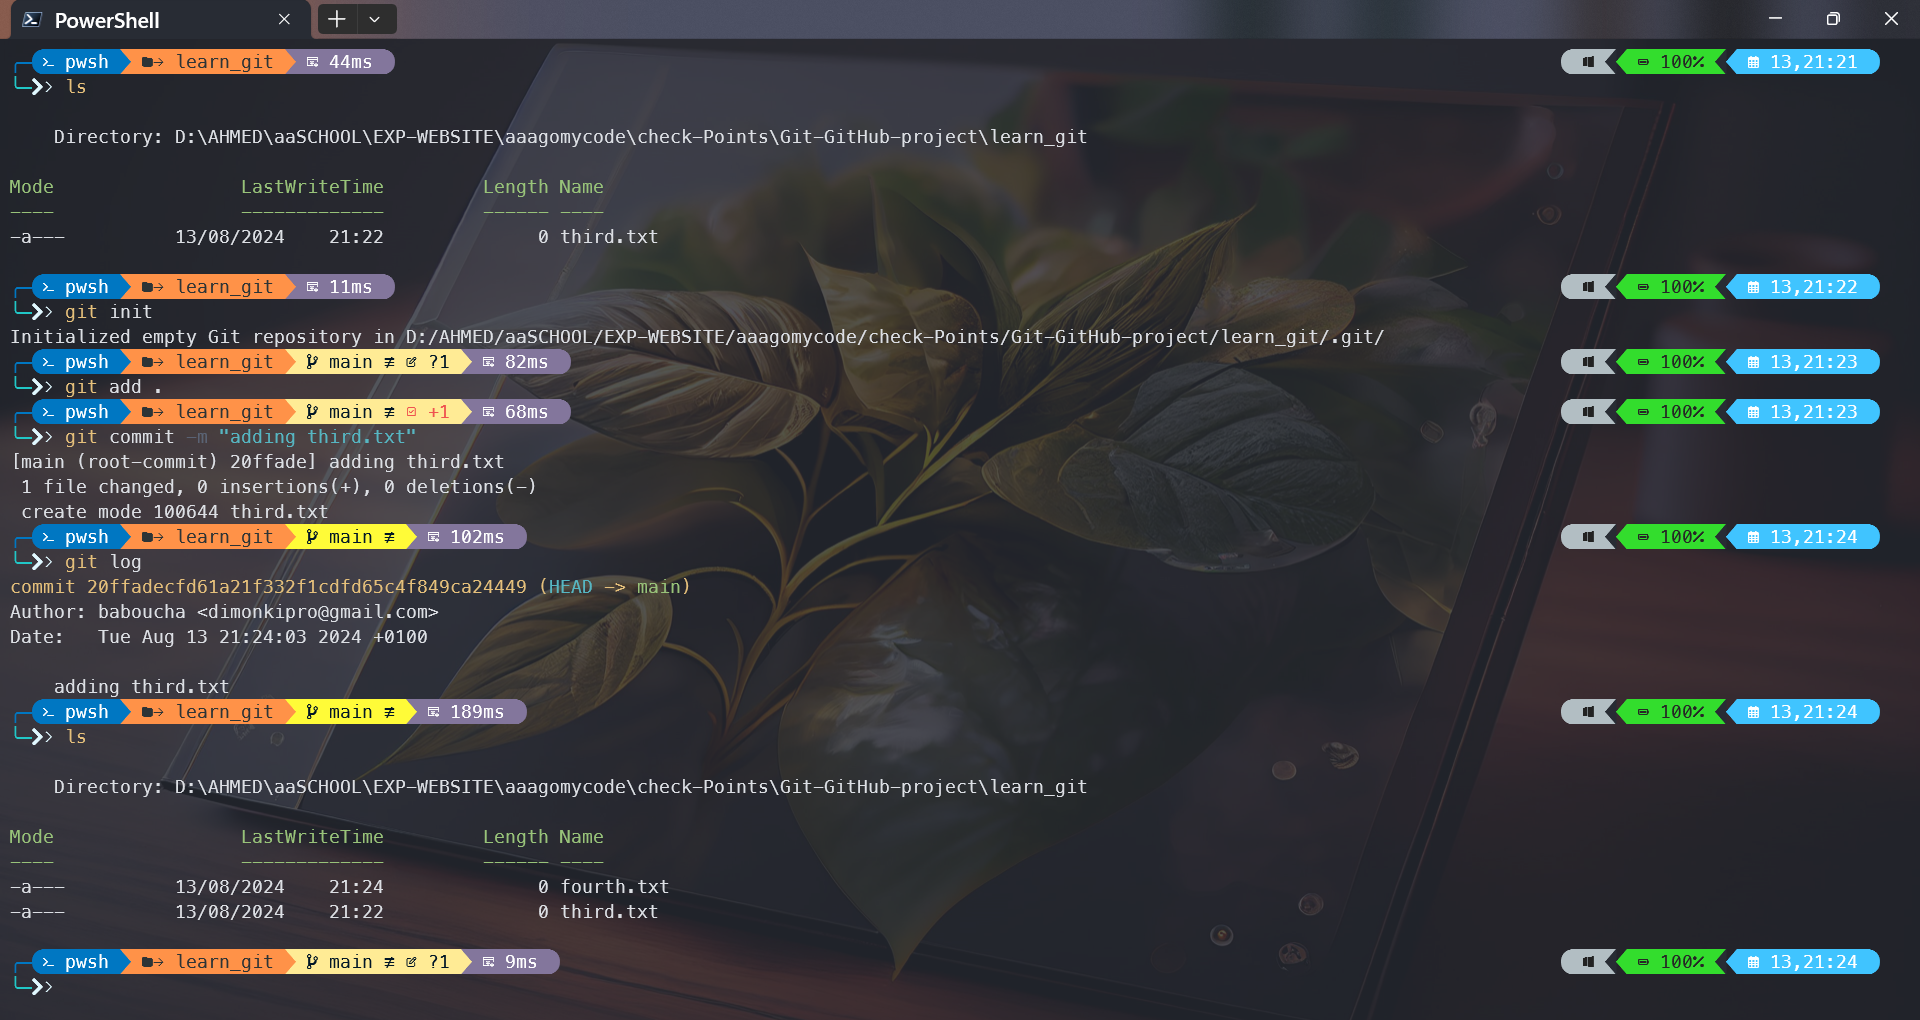 PowerShell
pwsh learn_git 44ms 100% 13,21:21
ls
Directory: D:\AHMED\aaSCHOOL\EXP-WEBSITE\aaagomycode\check-Points\Git-GitHub-project\learn_git
Mode LastWriteTime Length Name
---- ------------- ------ ----
-a--- 13/08/2024 21:22 0 third.txt
pwsh learn_git 11ms 100% 13,21:22
git init
Initialized empty Git repository in D:/AHMED/aaSCHOOL/EXP-WEBSITE/aaagomycode/check-Points/Git-GitHub-project/learn_git/.git/
pwsh learn_git main ≢ ?1 82ms 100% 13,21:23
git add .
pwsh learn_git main ≢ +1 68ms 100% 13,21:23
git commit -m "adding third.txt"
[main (root-commit) 20ffade] adding third.txt
1 file changed, 0 insertions(+), 0 deletions(-)
create mode 100644 third.txt
pwsh learn_git main ≢ 102ms 100% 13,21:24
git log
commit 20ffadecfd61a21f332f1cdfd65c4f849ca24449 (HEAD -> main)
Author: baboucha <dimonkipro@gmail.com>
Date: Tue Aug 13 21:24:03 2024 +0100
adding third.txt
pwsh learn_git main ≢ 189ms 100% 13,21:24
ls
Directory: D:\AHMED\aaSCHOOL\EXP-WEBSITE\aaagomycode\check-Points\Git-GitHub-project\learn_git
Mode LastWriteTime Length Name
---- ------------- ------ ----
-a--- 13/08/2024 21:24 0 fourth.txt
-a--- 13/08/2024 21:22 0 third.txt
pwsh learn_git main ≢ ?1 9ms 100% 13,21:24